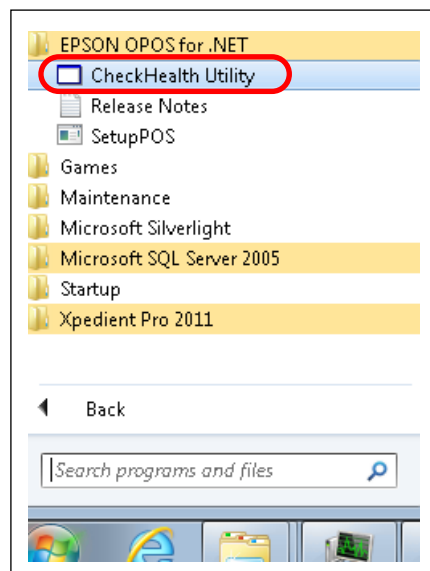 EPSON OPOS for .NET
CheckHealth Utility
Release Notes
SetupPOS
Games
Maintenance
Microsoft Silverlight
Microsoft SQL Server 2005
Startup
Xpedient Pro 2011
Back
Search programs and files